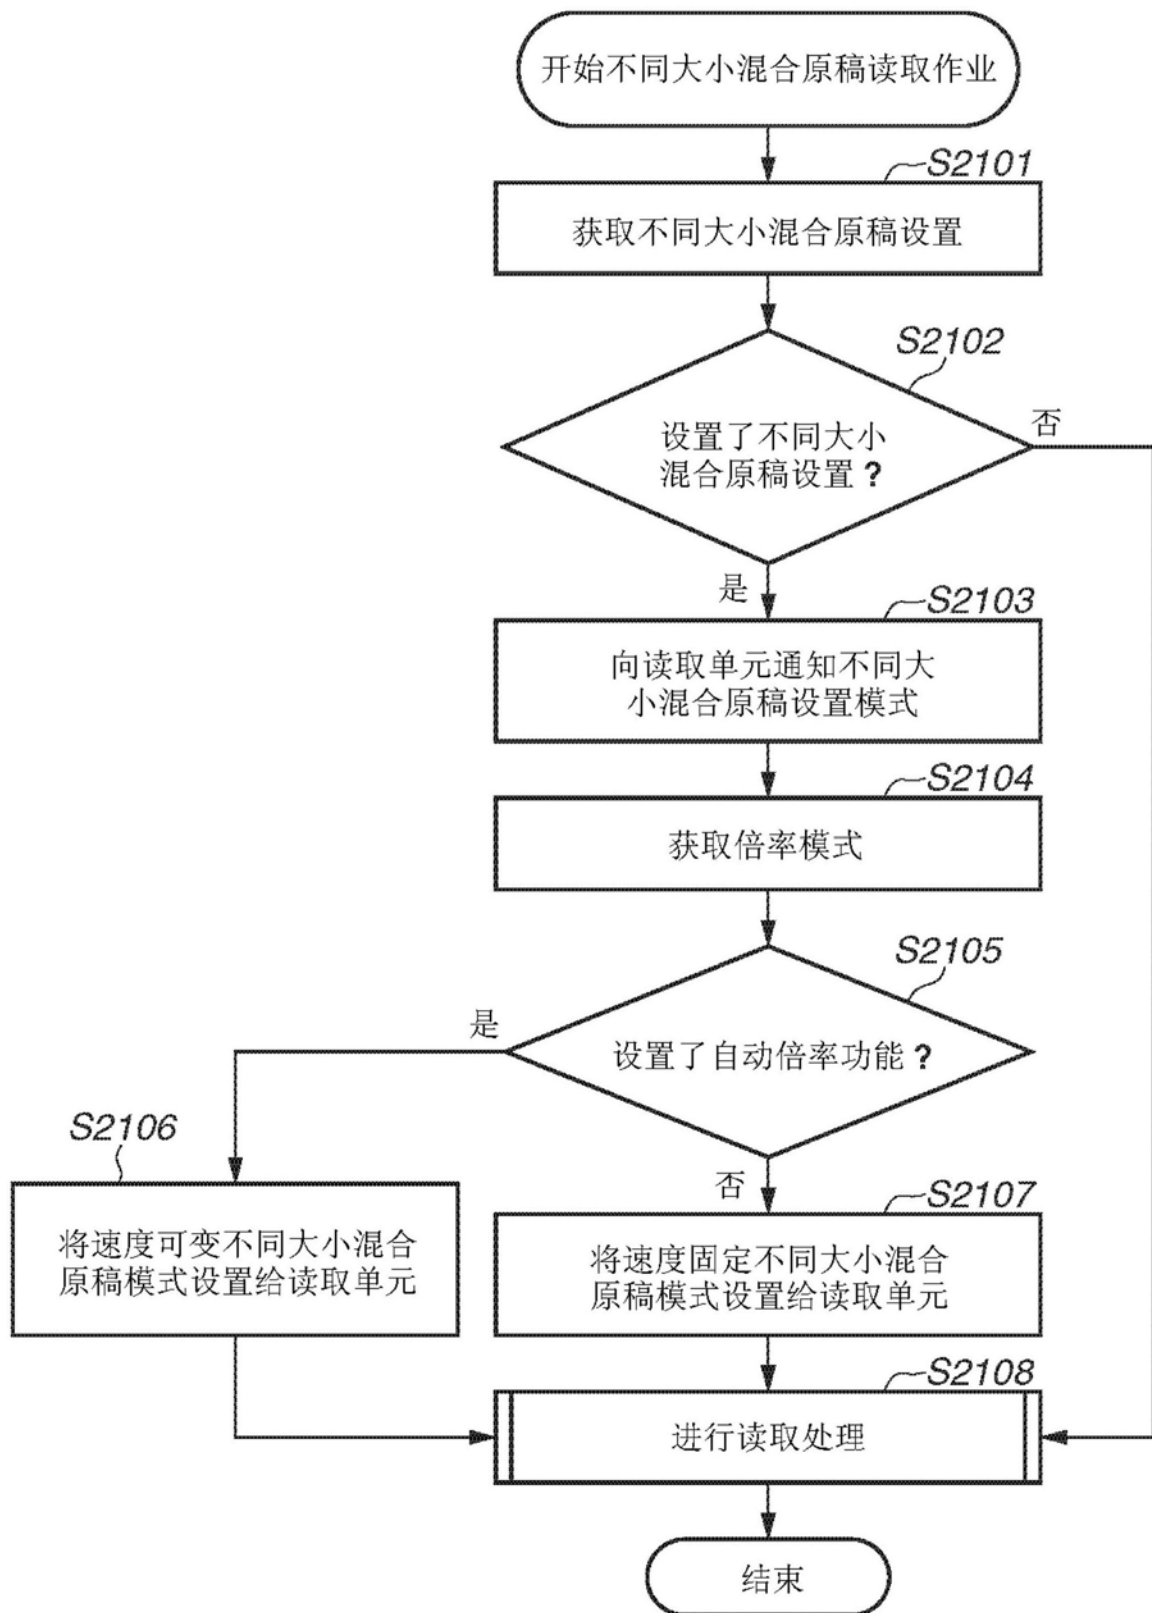 开始不同大小混合原稿读取作业
S2101
获取不同大小混合原稿设置
S2102
设置了不同大小
混合原稿设置?
否
是
S2103
向读取单元通知不同大
小混合原稿设置模式
S2104
获取倍率模式
S2105
设置了自动倍率功能?
是
否
S2106
将速度可变不同大小混合
原稿模式设置给读取单元
S2107
将速度固定不同大小混合
原稿模式设置给读取单元
S2108
进行读取处理
结束